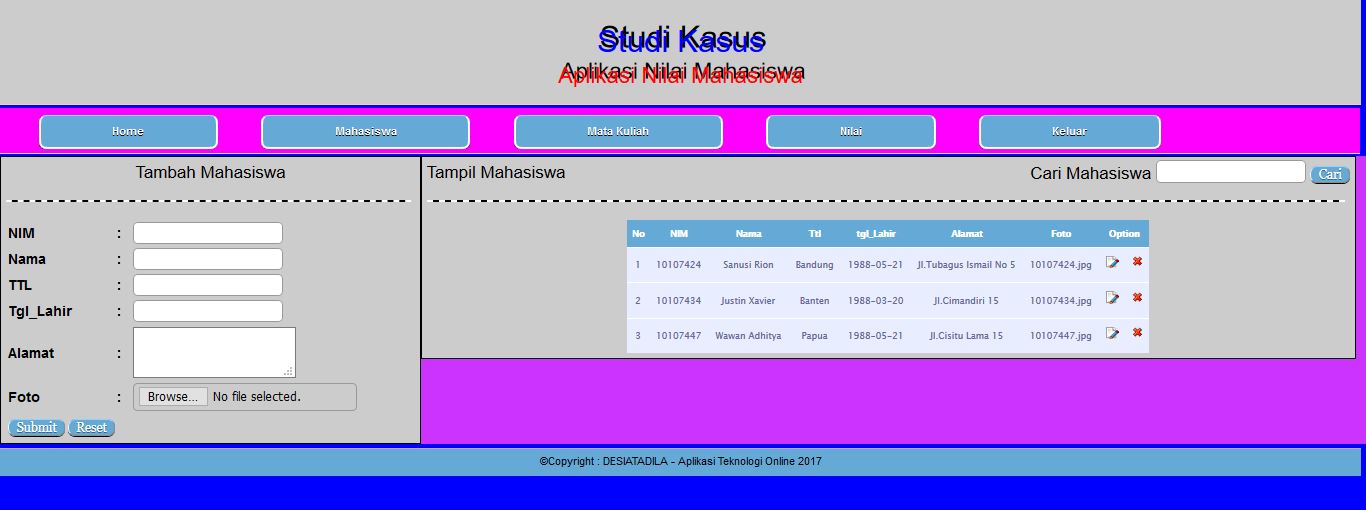 Studi Kasus
Aplikasi Nilai Mahasiswa
Home Mahasiswa Mata Kuliah Nilai Keluar
Tambah Mahasiswa
NIM :
Nama :
TTL :
Tgl_Lahir :
Alamat :
Foto : Browse... No file selected.
Submit Reset
Tampil Mahasiswa Cari Mahasiswa Cari
No NIM Nama Ttl tgl_Lahir Alamat Foto Option
1 10107424 Sanusi Rion Bandung 1988-05-21 Jl.Tubagus Ismail No 5 10107424.jpg
2 10107434 Justin Xavier Banten 1988-03-20 Jl.Cimandiri 15 10107434.jpg
3 10107447 Wawan Adhitya Papua 1988-05-21 Jl.Cisitu Lama 15 10107447.jpg
©Copyright : DESIATADILA - Aplikasi Teknologi Online 2017